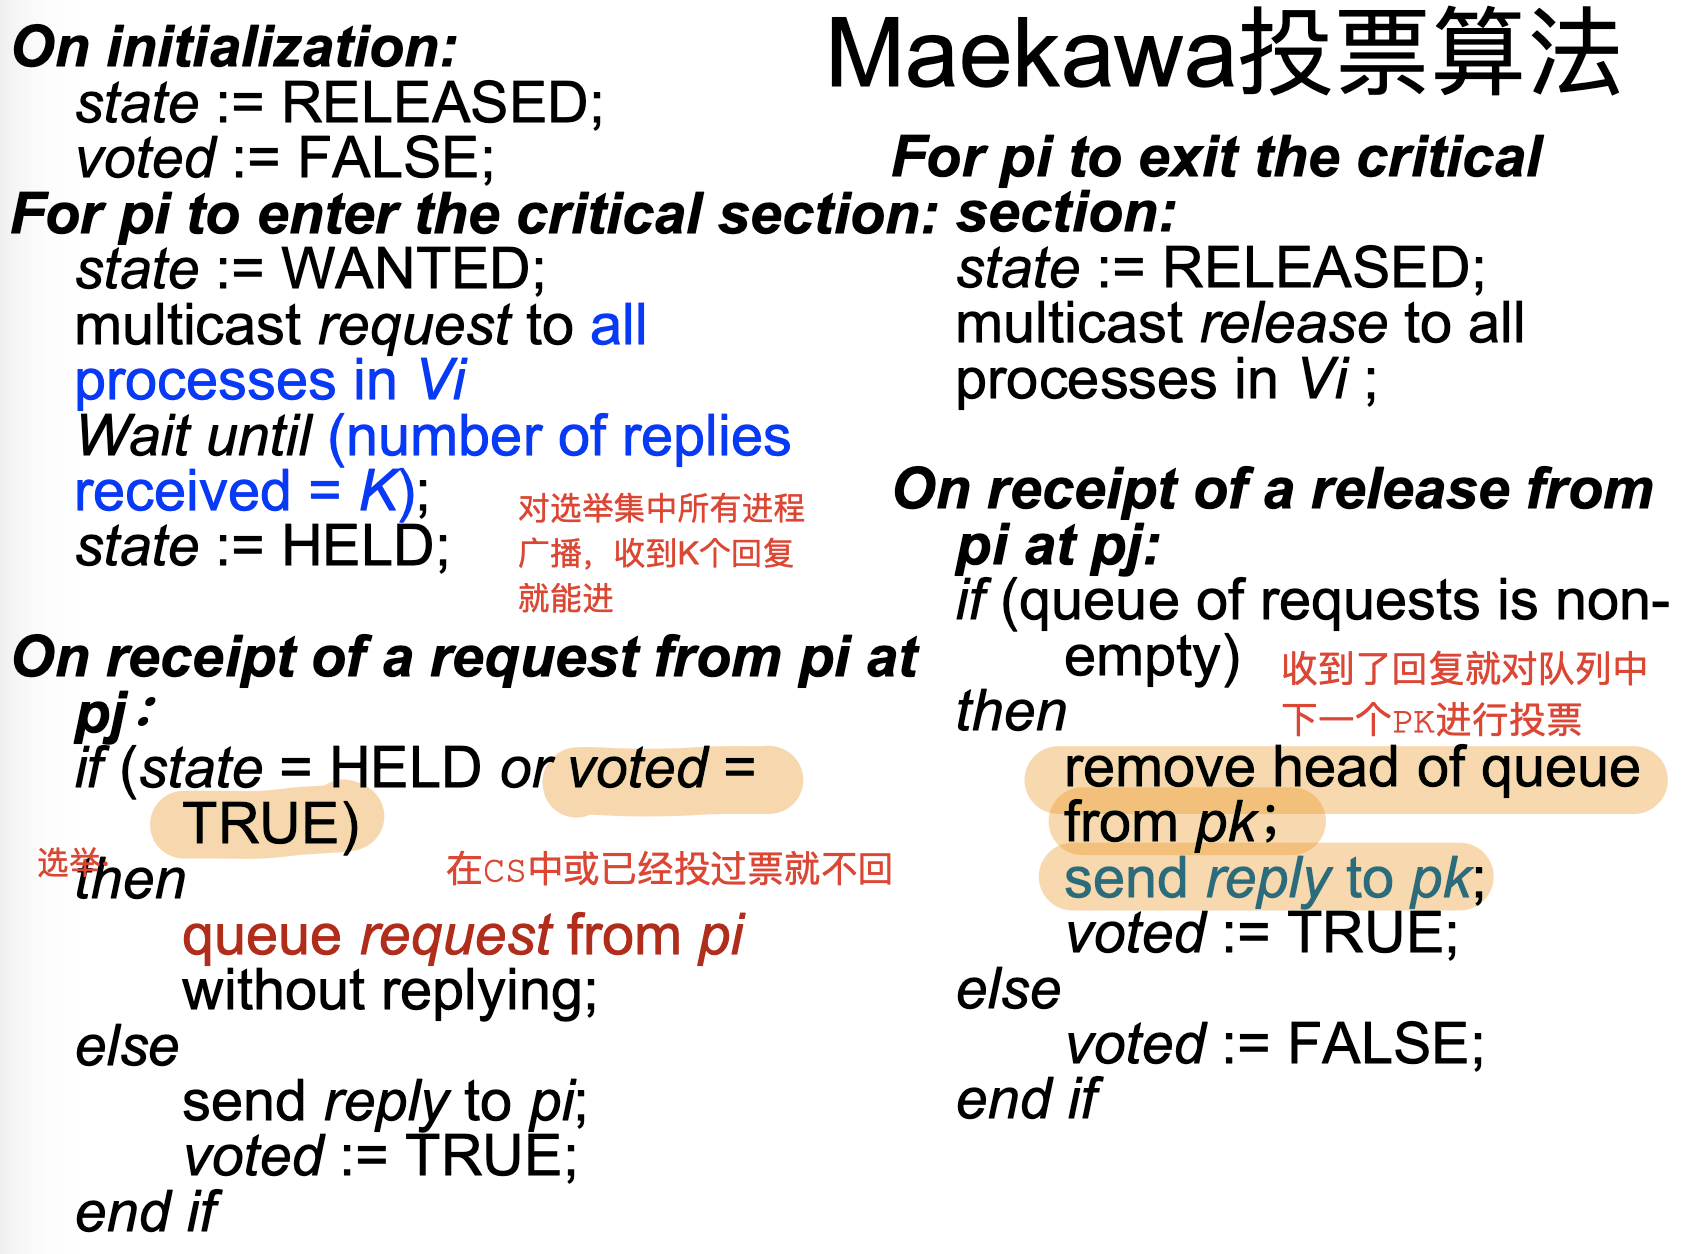 Maekawa投票算法
On initialization:
state := RELEASED;
voted := FALSE;
For pi to enter the critical section:
state := WANTED;
multicast request to all
processes in Vi
Wait until (number of replies
received = K);
state := HELD;
对选举集中所有进程
广播，收到K个回复
就能进
On receipt of a request from pi at
pj：
if (state = HELD or voted =
TRUE)
选举
then
在CS中或已经投过票就不回
queue request from pi
without replying;
else
send reply to pi;
voted := TRUE;
end if
For pi to exit the critical
section:
state := RELEASED;
multicast release to all
processes in Vi ;
On receipt of a release from
pi at pj:
if (queue of requests is non-
empty)
收到了回复就对队列中
下一个PK进行投票
then
remove head of queue
from pk；
send reply to pk;
voted := TRUE;
else
voted := FALSE;
end if